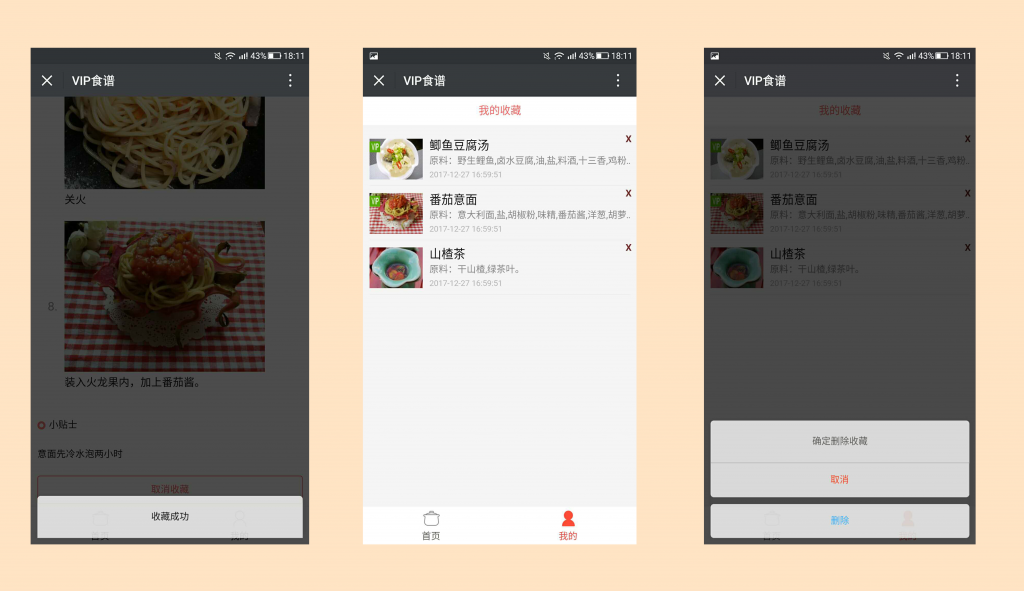 43% 18:11
VIP食谱
关火
8.
装入火龙果内，加上番茄酱。
小贴士
意面先冷水泡两小时
取消收藏
收藏成功
首页
我的
43% 18:11
VIP食谱
我的收藏
VIP
鲫鱼豆腐汤
x
原料：野生鲤鱼,卤水豆腐,油,盐,料酒,十三香,鸡粉..
2017-12-27 16:59:51
VIP
番茄意面
x
原料：意大利面,盐,胡椒粉,味精,番茄酱,洋葱,胡萝..
2017-12-27 16:59:51
山楂茶
x
原料：干山楂,绿茶叶。
2017-12-27 16:59:51
首页
我的
43% 18:11
VIP食谱
我的收藏
VIP
鲫鱼豆腐汤
x
原料：野生鲤鱼,卤水豆腐,油,盐,料酒,十三香,鸡粉..
2017-12-27 16:59:51
VIP
番茄意面
x
原料：意大利面,盐,胡椒粉,味精,番茄酱,洋葱,胡萝..
2017-12-27 16:59:51
山楂茶
x
原料：干山楂,绿茶叶。
2017-12-27 16:59:51
确定删除收藏
取消
删除
首页
我的